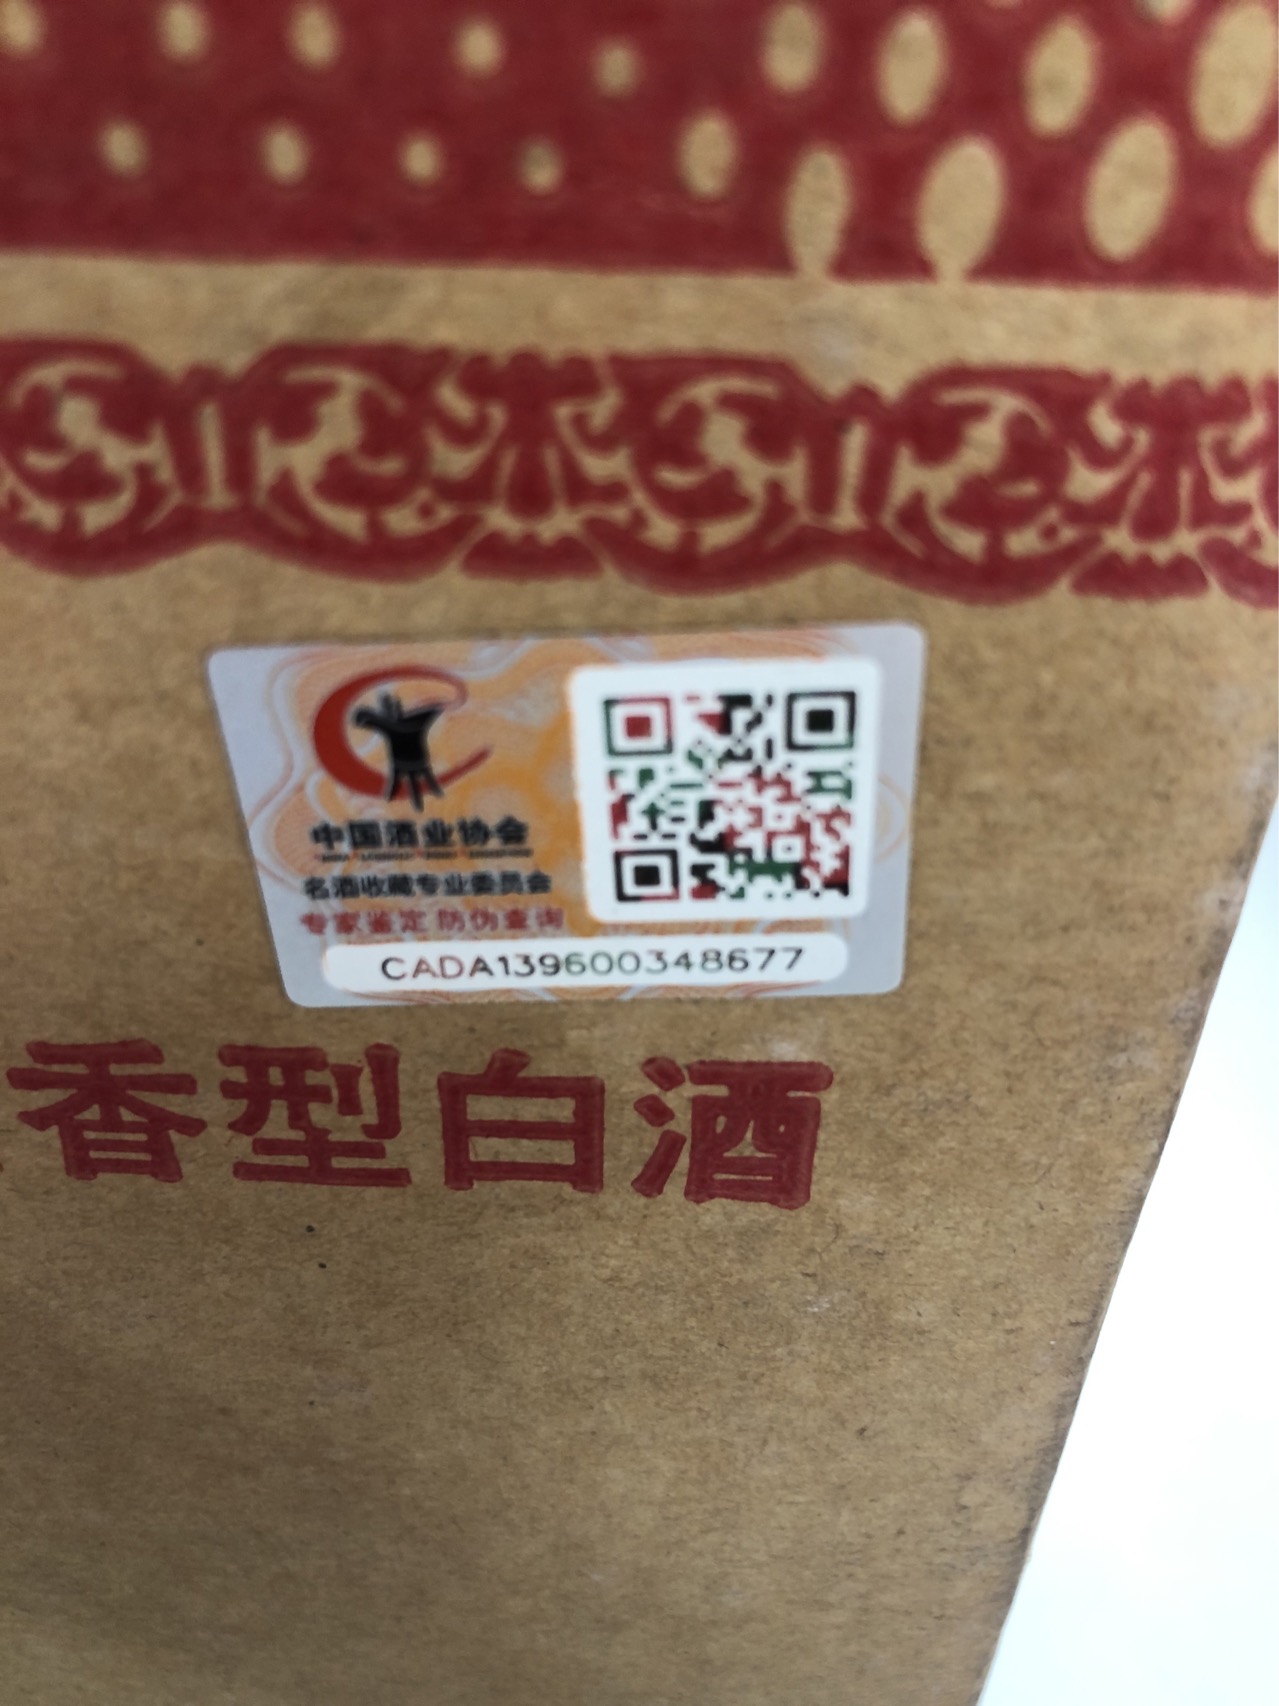 中国酒业协会
名酒收藏专业委员会
专家鉴定 防伪查询
CADA139600348677
香型白酒